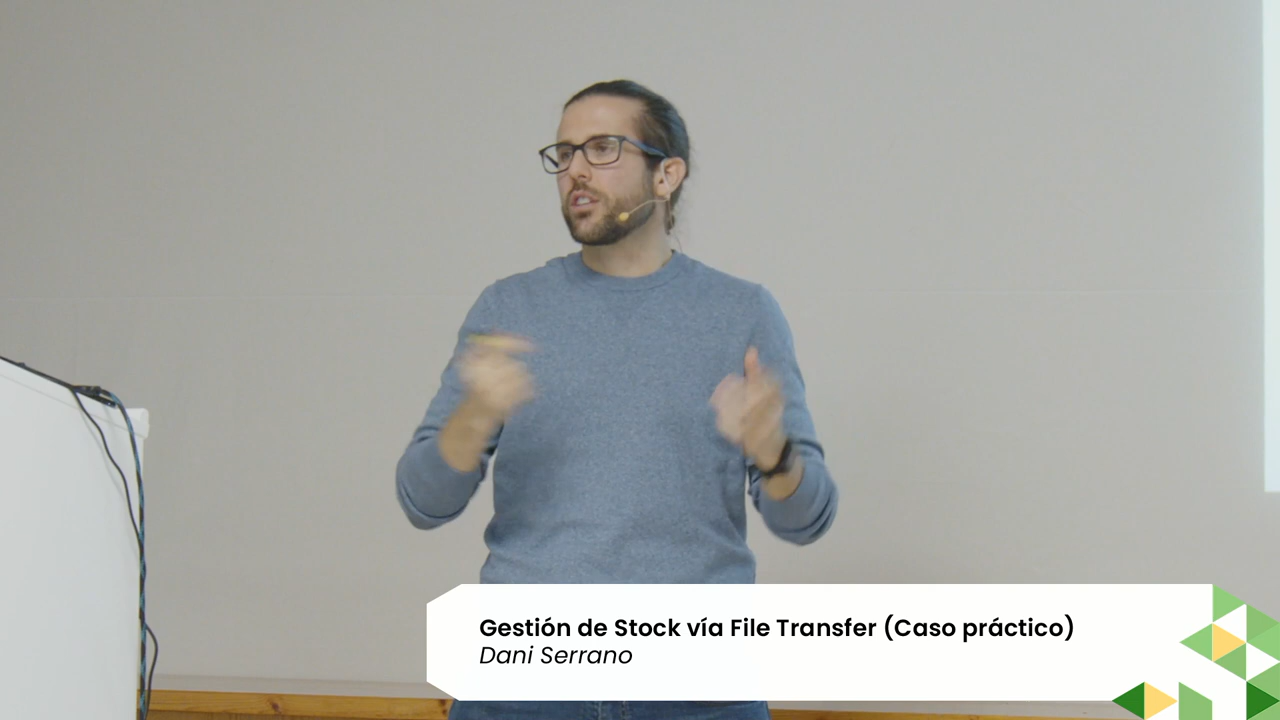 Gestión de Stock vía File Transfer (Caso práctico)
Dani Serrano